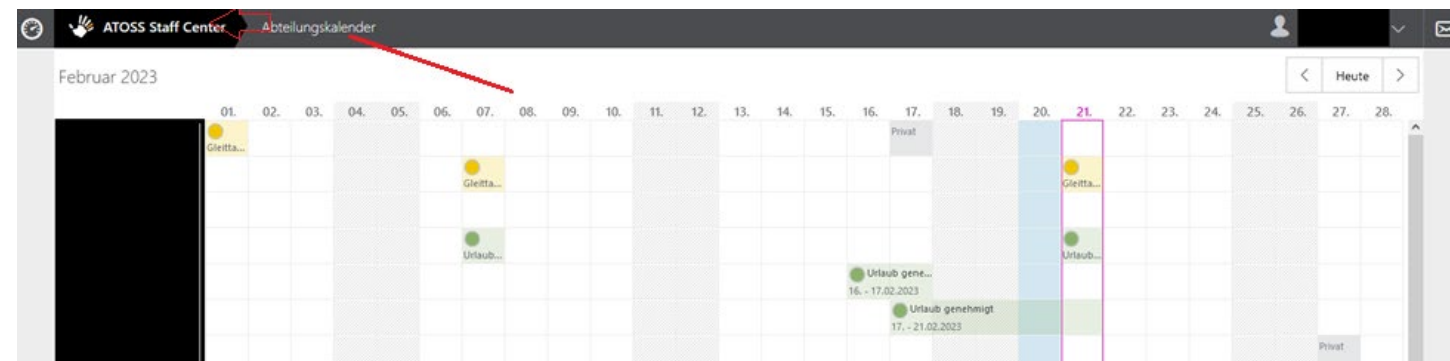 ATOSS Staff Center Abteilungskalender
Februar 2023
Heute
01. 02. 03. 04. 05. 06. 07. 08. 09. 10. 11. 12. 13. 14. 15. 16. 17. 18. 19. 20. 21. 22. 23. 24. 25. 26. 27. 28.
Privat
Gleitta...
Gleitta... Gleitta...
Urlaub... Urlaub...
Urlaub gene...
16. - 17.02.2023
Urlaub genehmigt
17. - 21.02.2023
Privat